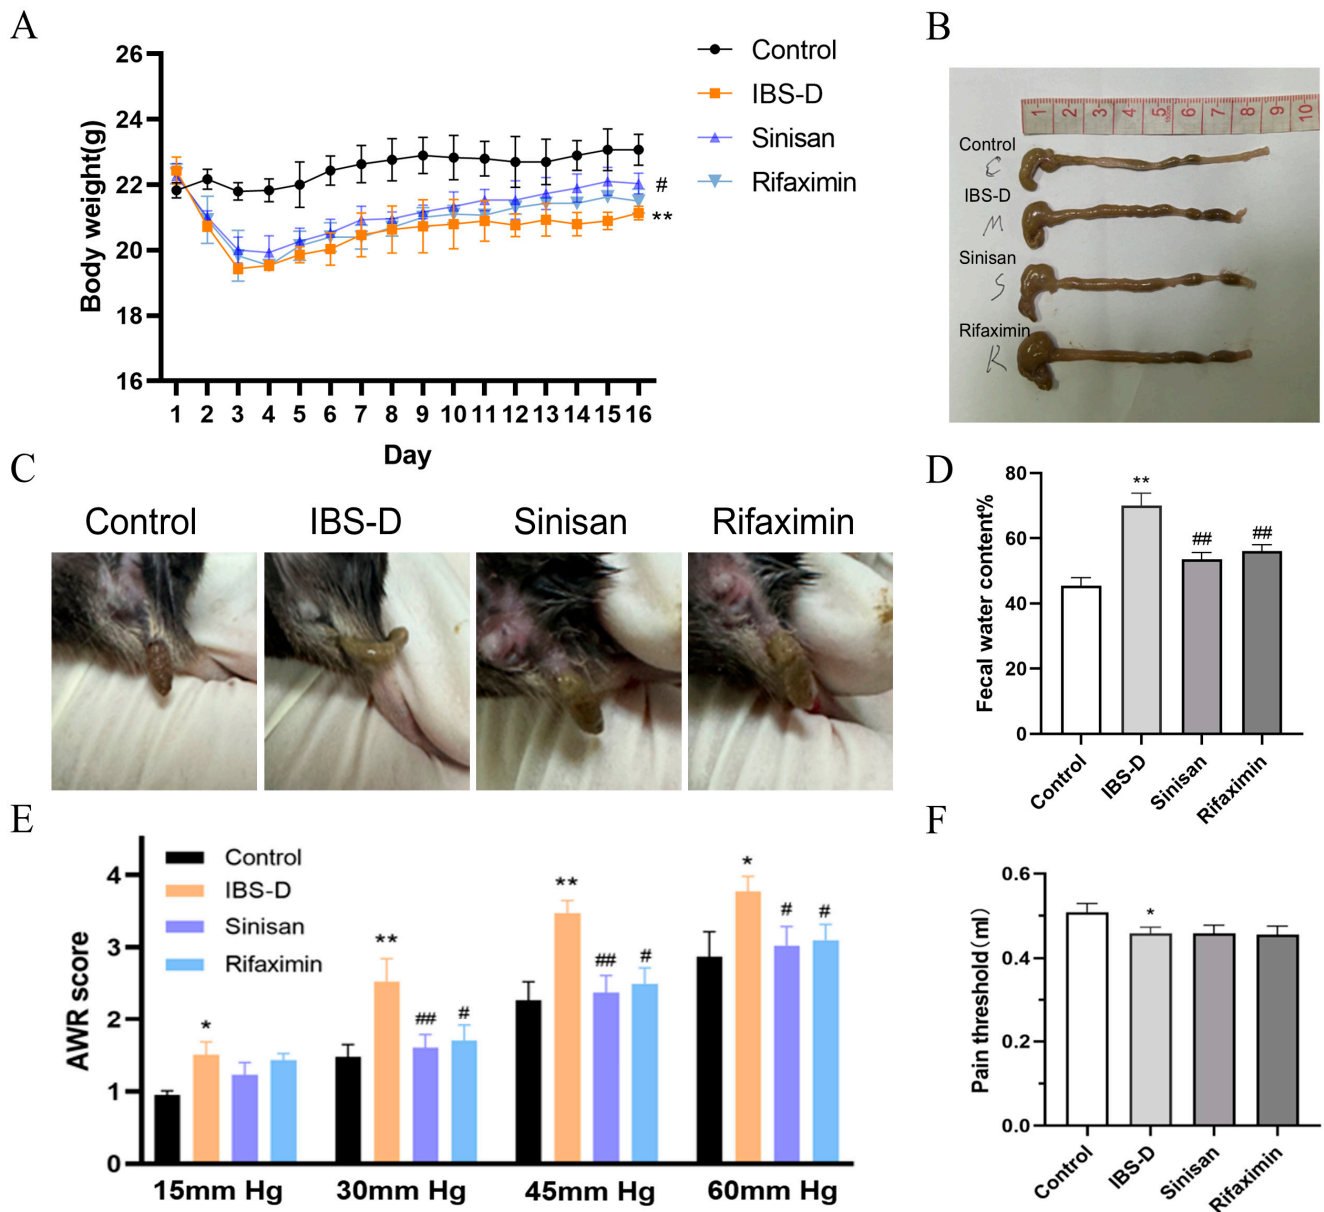 A
26
24
22
20
18
16
Body weight(g)
1 2 3 4 5 6 7 8 9 10 11 12 13 14 15 16
Day
Control
IBS-D
Sinisan
Rifaximin
#
**
B
1 2 3 4 5 6 7 8 9 10
Control
C
IBS-D
M
Sinisan
S
Rifaximin
R
C
Control IBS-D Sinisan Rifaximin
D
80
60
40
20
0
Fecal water content%
**
##
##
Control
IBS-D
Sinisan
Rifaximin
E
4
3
2
1
0
AWR score
Control
IBS-D
Sinisan
Rifaximin
*
**
##
#
**
##
#
*
#
#
15mm Hg 30mm Hg 45mm Hg 60mm Hg
F
0.6
0.4
0.2
0.0
Pain threshold(ml)
*
Control
IBS-D
Sinisan
Rifaximin